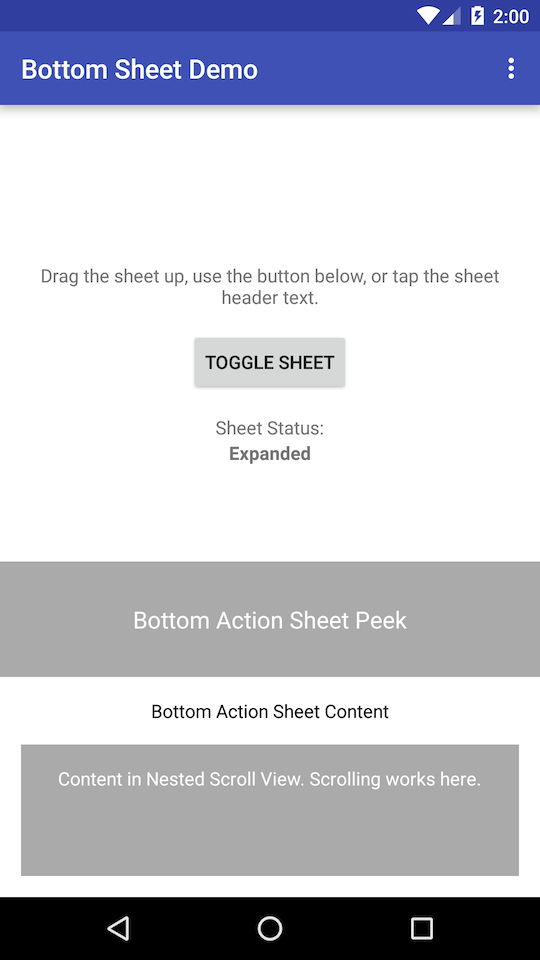 2:00
Bottom Sheet Demo
Drag the sheet up, use the button below, or tap the sheet
header text.
TOGGLE SHEET
Sheet Status:
Expanded
Bottom Action Sheet Peek
Bottom Action Sheet Content
Content in Nested Scroll View. Scrolling works here.